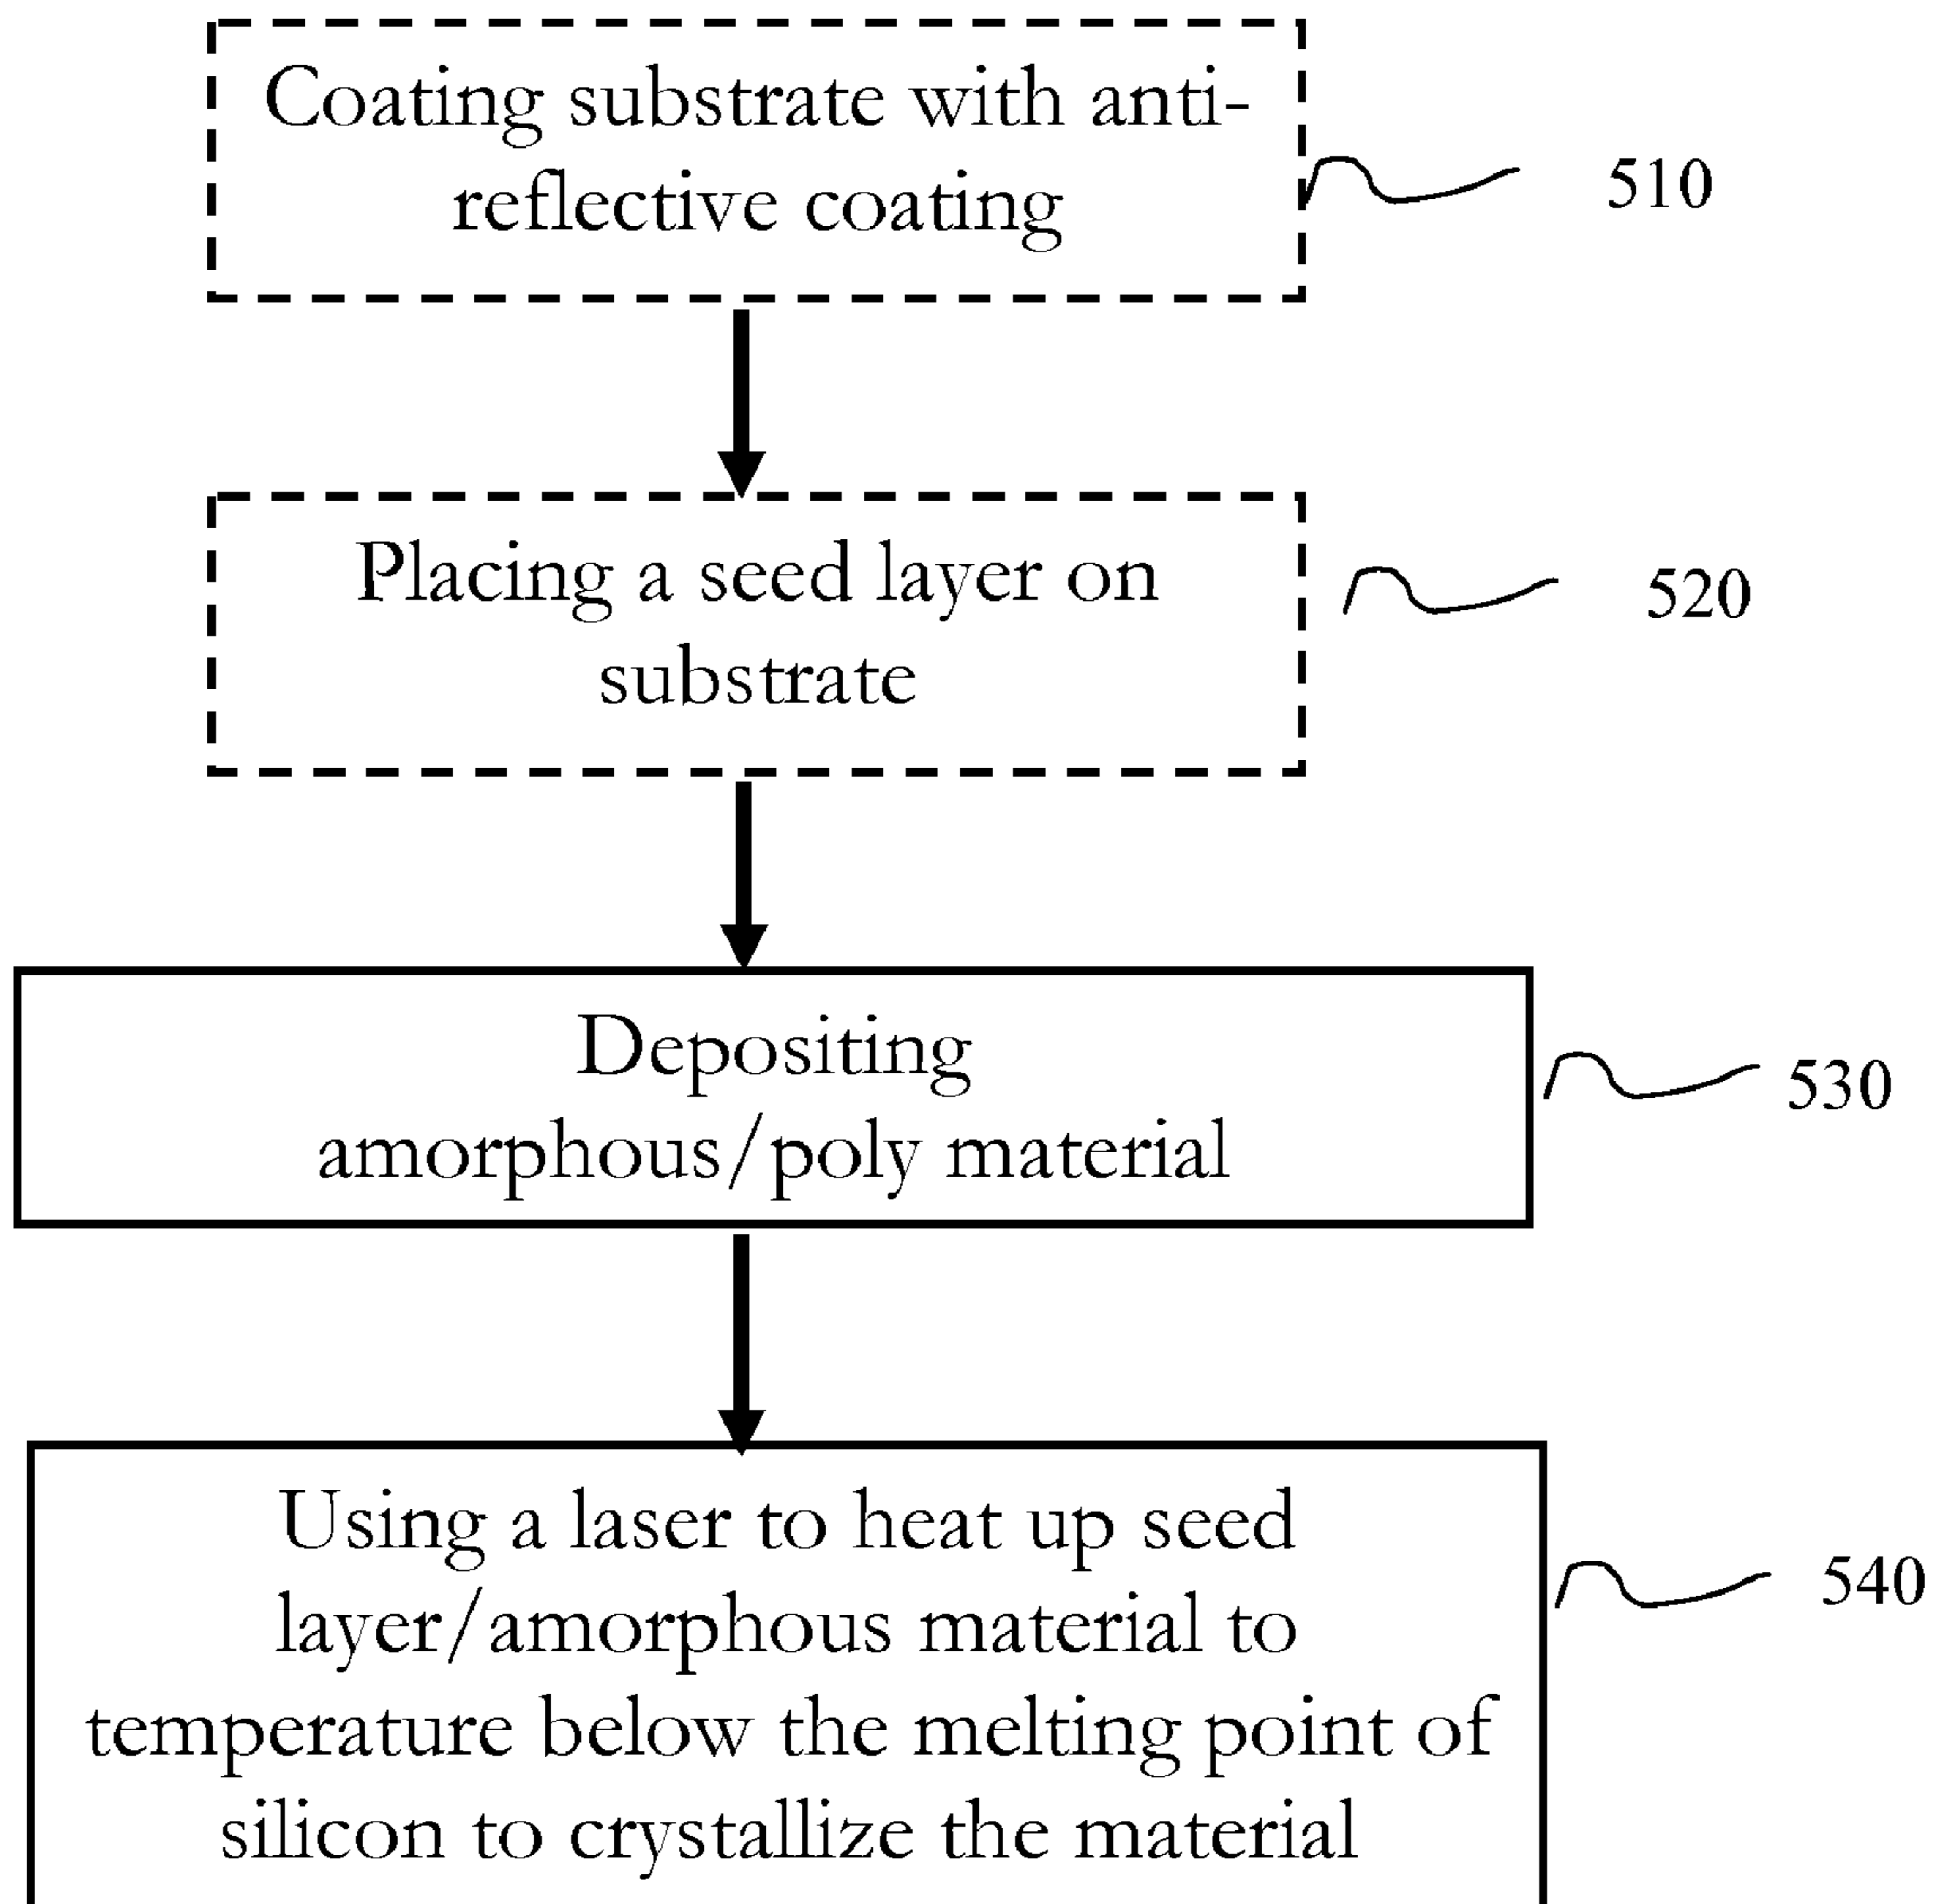 Coating substrate with anti-
reflective coating
510
Placing a seed layer on
substrate
520
Depositing
amorphous/poly material
530
Using a laser to heat up seed
layer/amorphous material to
temperature below the melting point of
silicon to crystallize the material
540